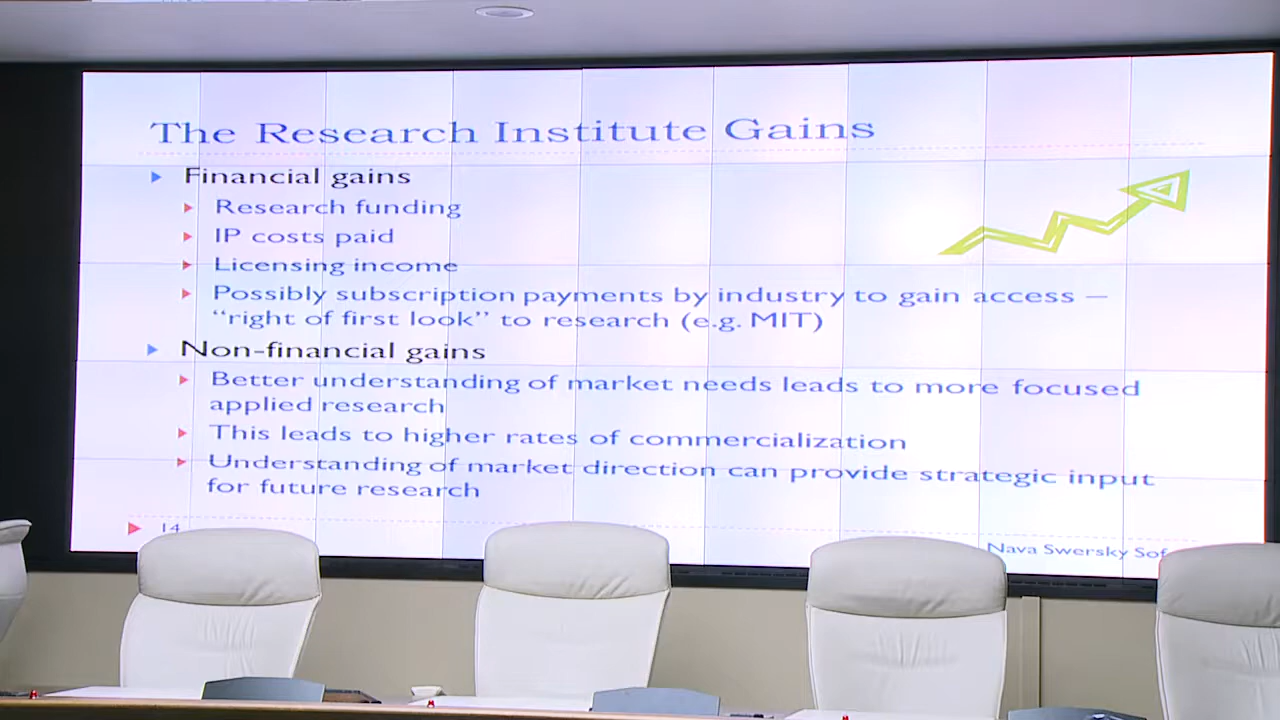 The Research Institute Gains
Financial gains
Research funding
IP costs paid
Licensing income
Possibly subscription payments by industry to gain access —
“right of first look” to research (e.g. MIT)
Non-financial gains
Better understanding of market needs leads to more focused
applied research
This leads to higher rates of commercialization
Understanding of market direction can provide strategic input
for future research
14
Nava Swersky